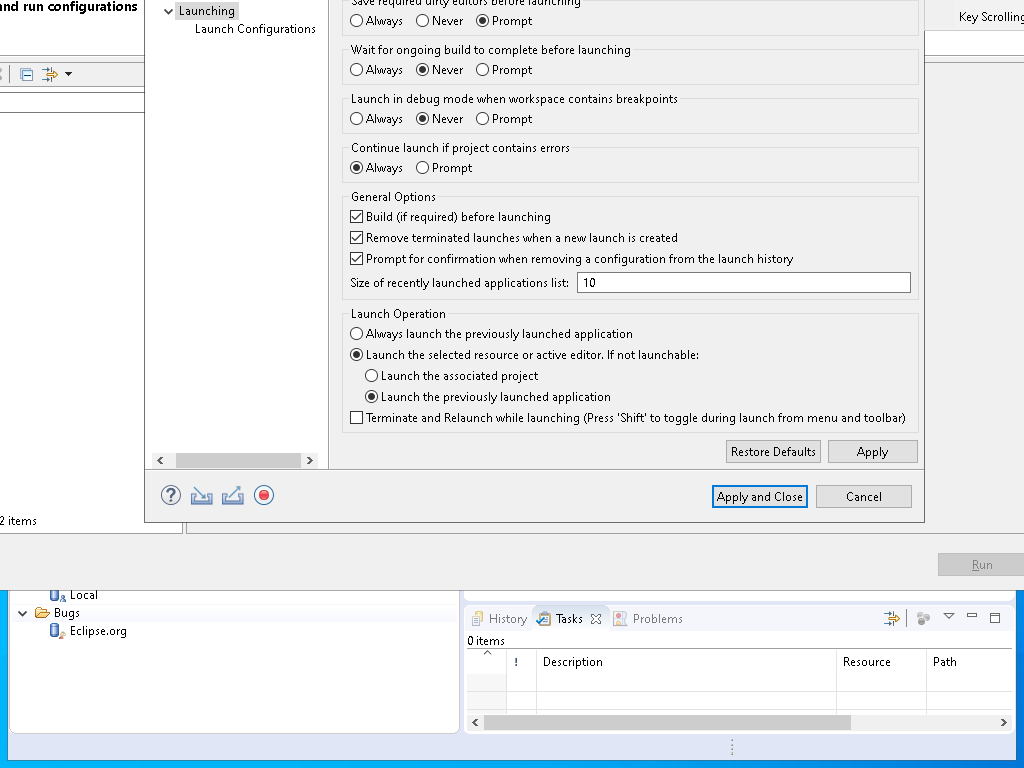 and run configurations
Launching
Launch Configurations
Save required dirty editors before launching
Always Never Prompt
Key Scrolling
Wait for ongoing build to complete before launching
Always Never Prompt
Launch in debug mode when workspace contains breakpoints
Always Never Prompt
Continue launch if project contains errors
Always Prompt
General Options
Build (if required) before launching
Remove terminated launches when a new launch is created
Prompt for confirmation when removing a configuration from the launch history
Size of recently launched applications list: 10
Launch Operation
Always launch the previously launched application
Launch the selected resource or active editor. If not launchable:
Launch the associated project
Launch the previously launched application
Terminate and Relaunch while launching (Press 'Shift' to toggle during launch from menu and toolbar)
Restore Defaults Apply
Apply and Close Cancel
2 items
Run
Local
Bugs
Eclipse.org
History Tasks Problems
0 items
! Description Resource Path